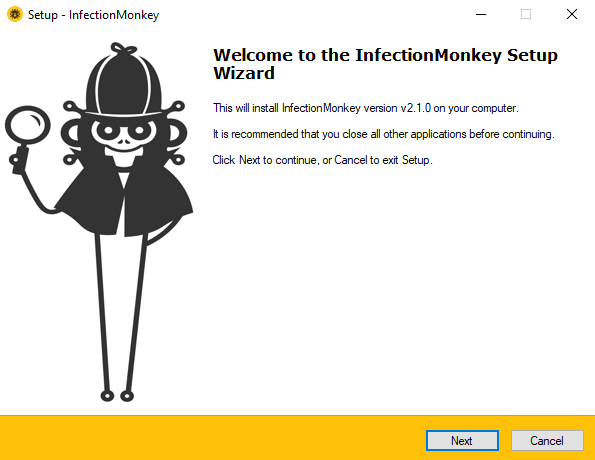 Setup - InfectionMonkey
Welcome to the InfectionMonkey Setup
Wizard
This will install InfectionMonkey version v2.1.0 on your computer.
It is recommended that you close all other applications before continuing.
Click Next to continue, or Cancel to exit Setup.
Next
Cancel